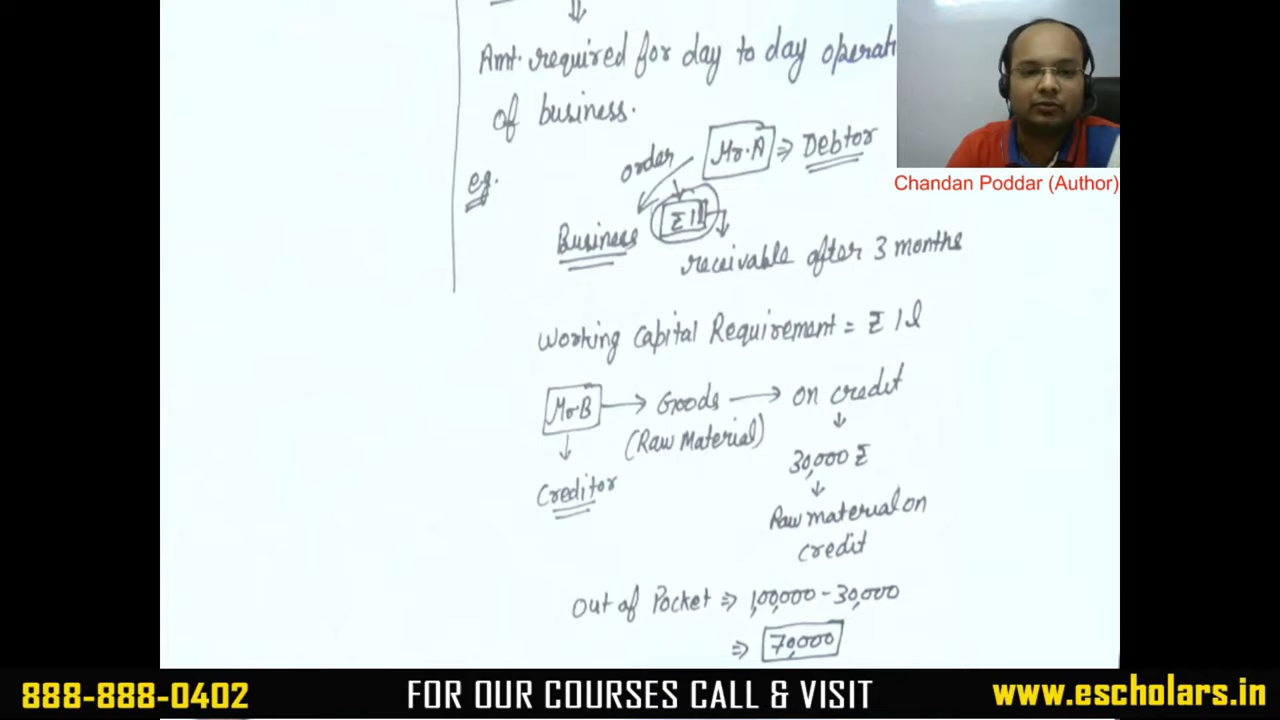 Amt. required for day to day operati
of business.
order
Mr. A ⇒ Debtor
eg.
Business
₹ 1l
receivable after 3 months
Chandan Poddar (Author)
Working Capital Requirement = ₹ 1l
Mr. B → Goods → on credit
(Raw Material)
30,000 ₹
Creditor
Raw material on
credit
Out of Pocket ⇒ 1,00,000 - 30,000
⇒ 70,000
888-888-0402
FOR OUR COURSES CALL & VISIT
www.escholars.in